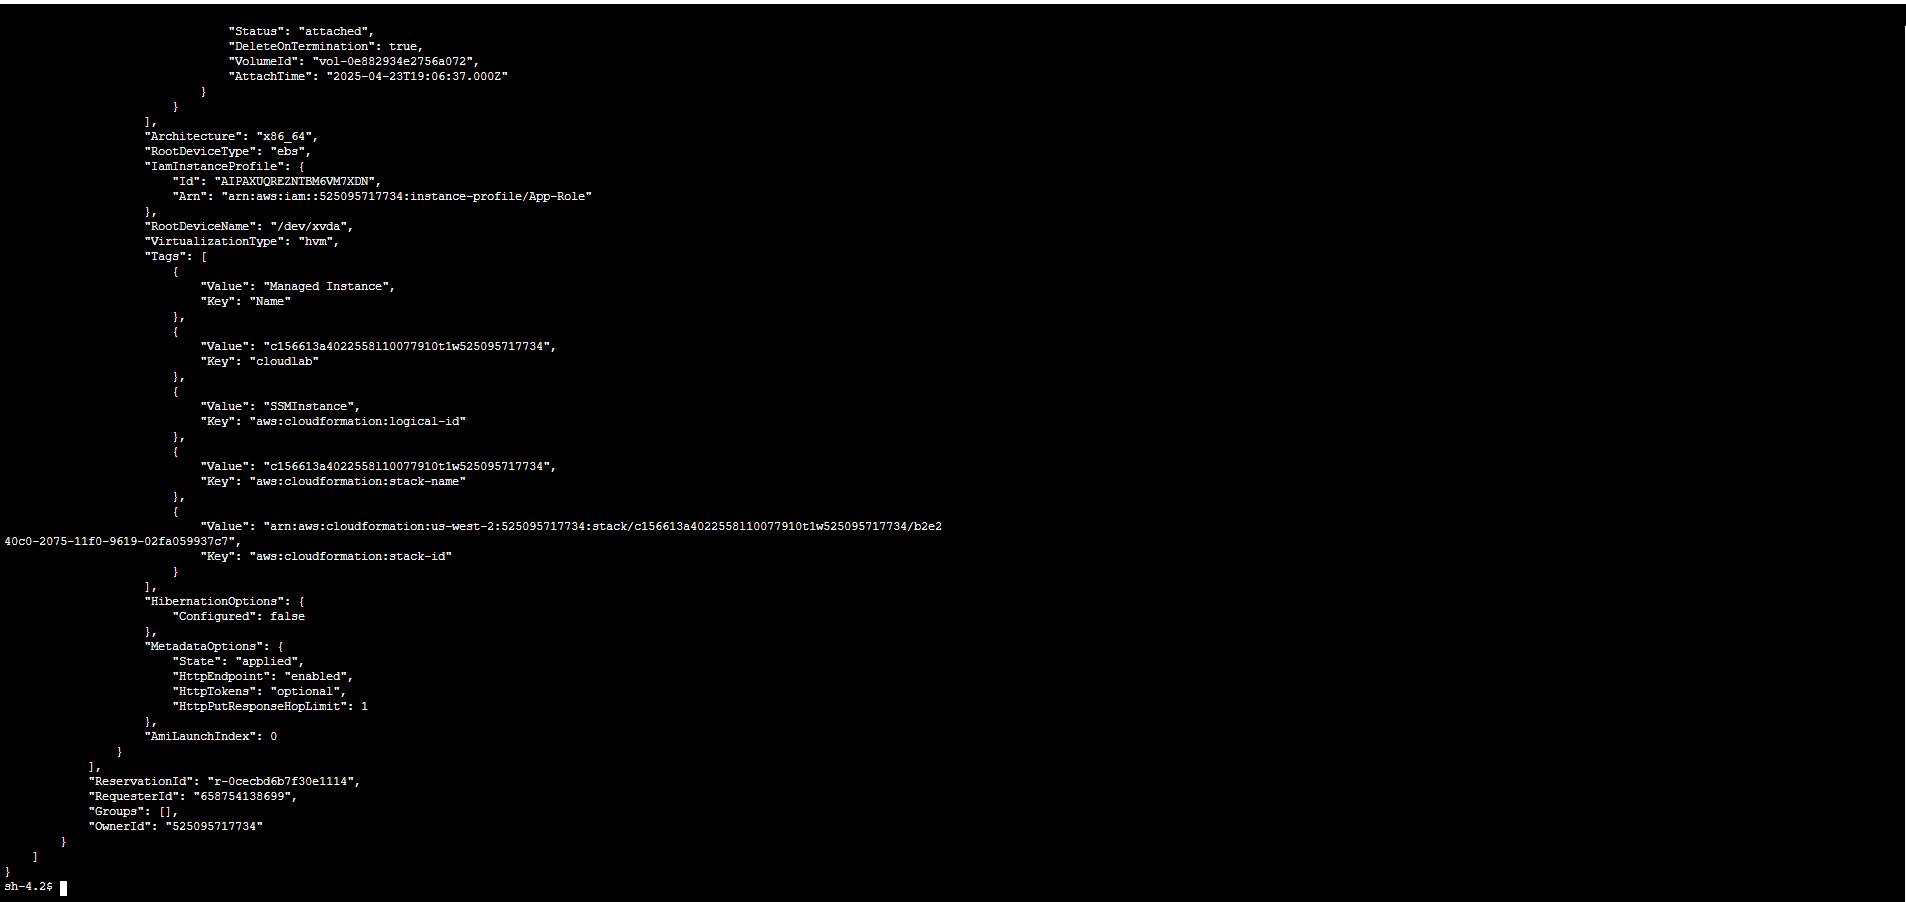 "Status": "attached",
"DeleteOnTermination": true,
"VolumeId": "vol-0e882934e2756a072",
"AttachTime": "2025-04-23T19:06:37.000Z"
}
}
],
"Architecture": "x86_64",
"RootDeviceType": "ebs",
"IamInstanceProfile": {
"Id": "AIPAXUQREZNTBM6VM7XDN",
"Arn": "arn:aws:iam::525095717734:instance-profile/App-Role"
},
"RootDeviceName": "/dev/xvda",
"VirtualizationType": "hvm",
"Tags": [
{
"Value": "Managed Instance",
"Key": "Name"
},
{
"Value": "c156613a4022558l10077910t1w525095717734",
"Key": "cloudlab"
},
{
"Value": "SSMInstance",
"Key": "aws:cloudformation:logical-id"
},
{
"Value": "c156613a4022558l10077910t1w525095717734",
"Key": "aws:cloudformation:stack-name"
},
{
"Value": "arn:aws:cloudformation:us-west-2:525095717734:stack/c156613a4022558l10077910t1w525095717734/b2e2
40c0-2075-11f0-9619-02fa059937c7",
"Key": "aws:cloudformation:stack-id"
}
],
"HibernationOptions": {
"Configured": false
},
"MetadataOptions": {
"State": "applied",
"HttpEndpoint": "enabled",
"HttpTokens": "optional",
"HttpPutResponseHopLimit": 1
},
"AmiLaunchIndex": 0
}
],
"ReservationId": "r-0cecbd6b7f30e1114",
"RequesterId": "658754138699",
"Groups": [],
"OwnerId": "525095717734"
}
]
}
sh-4.2$